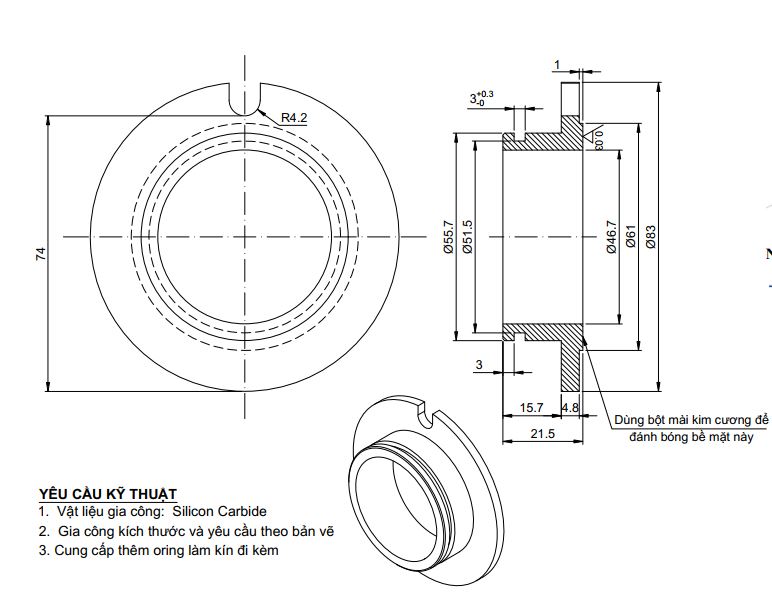 1
3 +0.3 -0
R4.2
0.03
74
Ø55.7
Ø51.5
Ø46.7
Ø61
Ø83
3
15.7
4.8
21.5
Dùng bột mài kim cương để
đánh bóng bề mặt này
YÊU CẦU KỸ THUẬT
1. Vật liệu gia công: Silicon Carbide
2. Gia công kích thước và yêu cầu theo bản vẽ
3. Cung cấp thêm oring làm kín đi kèm